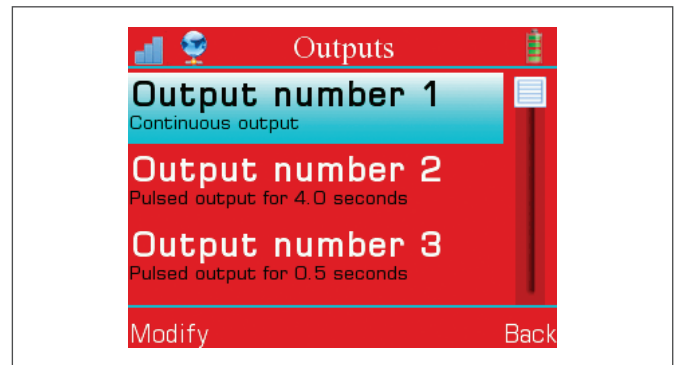 Outputs
Output number 1
Continuous output
Output number 2
Pulsed output for 4.0 seconds
Output number 3
Pulsed output for 0.5 seconds
Modify Back